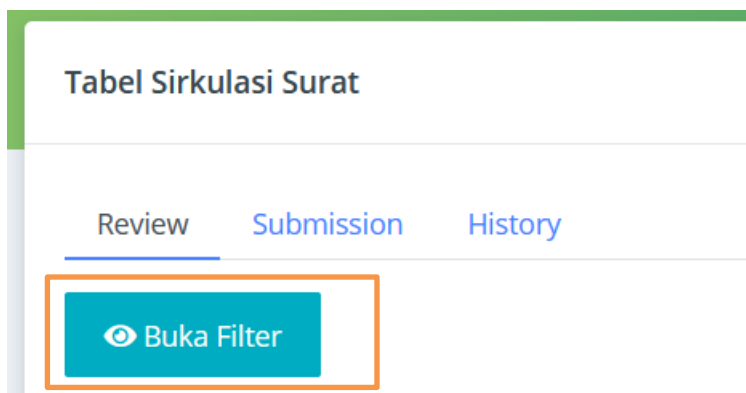 Tabel Sirkulasi Surat
Review Submission History
Buka Filter